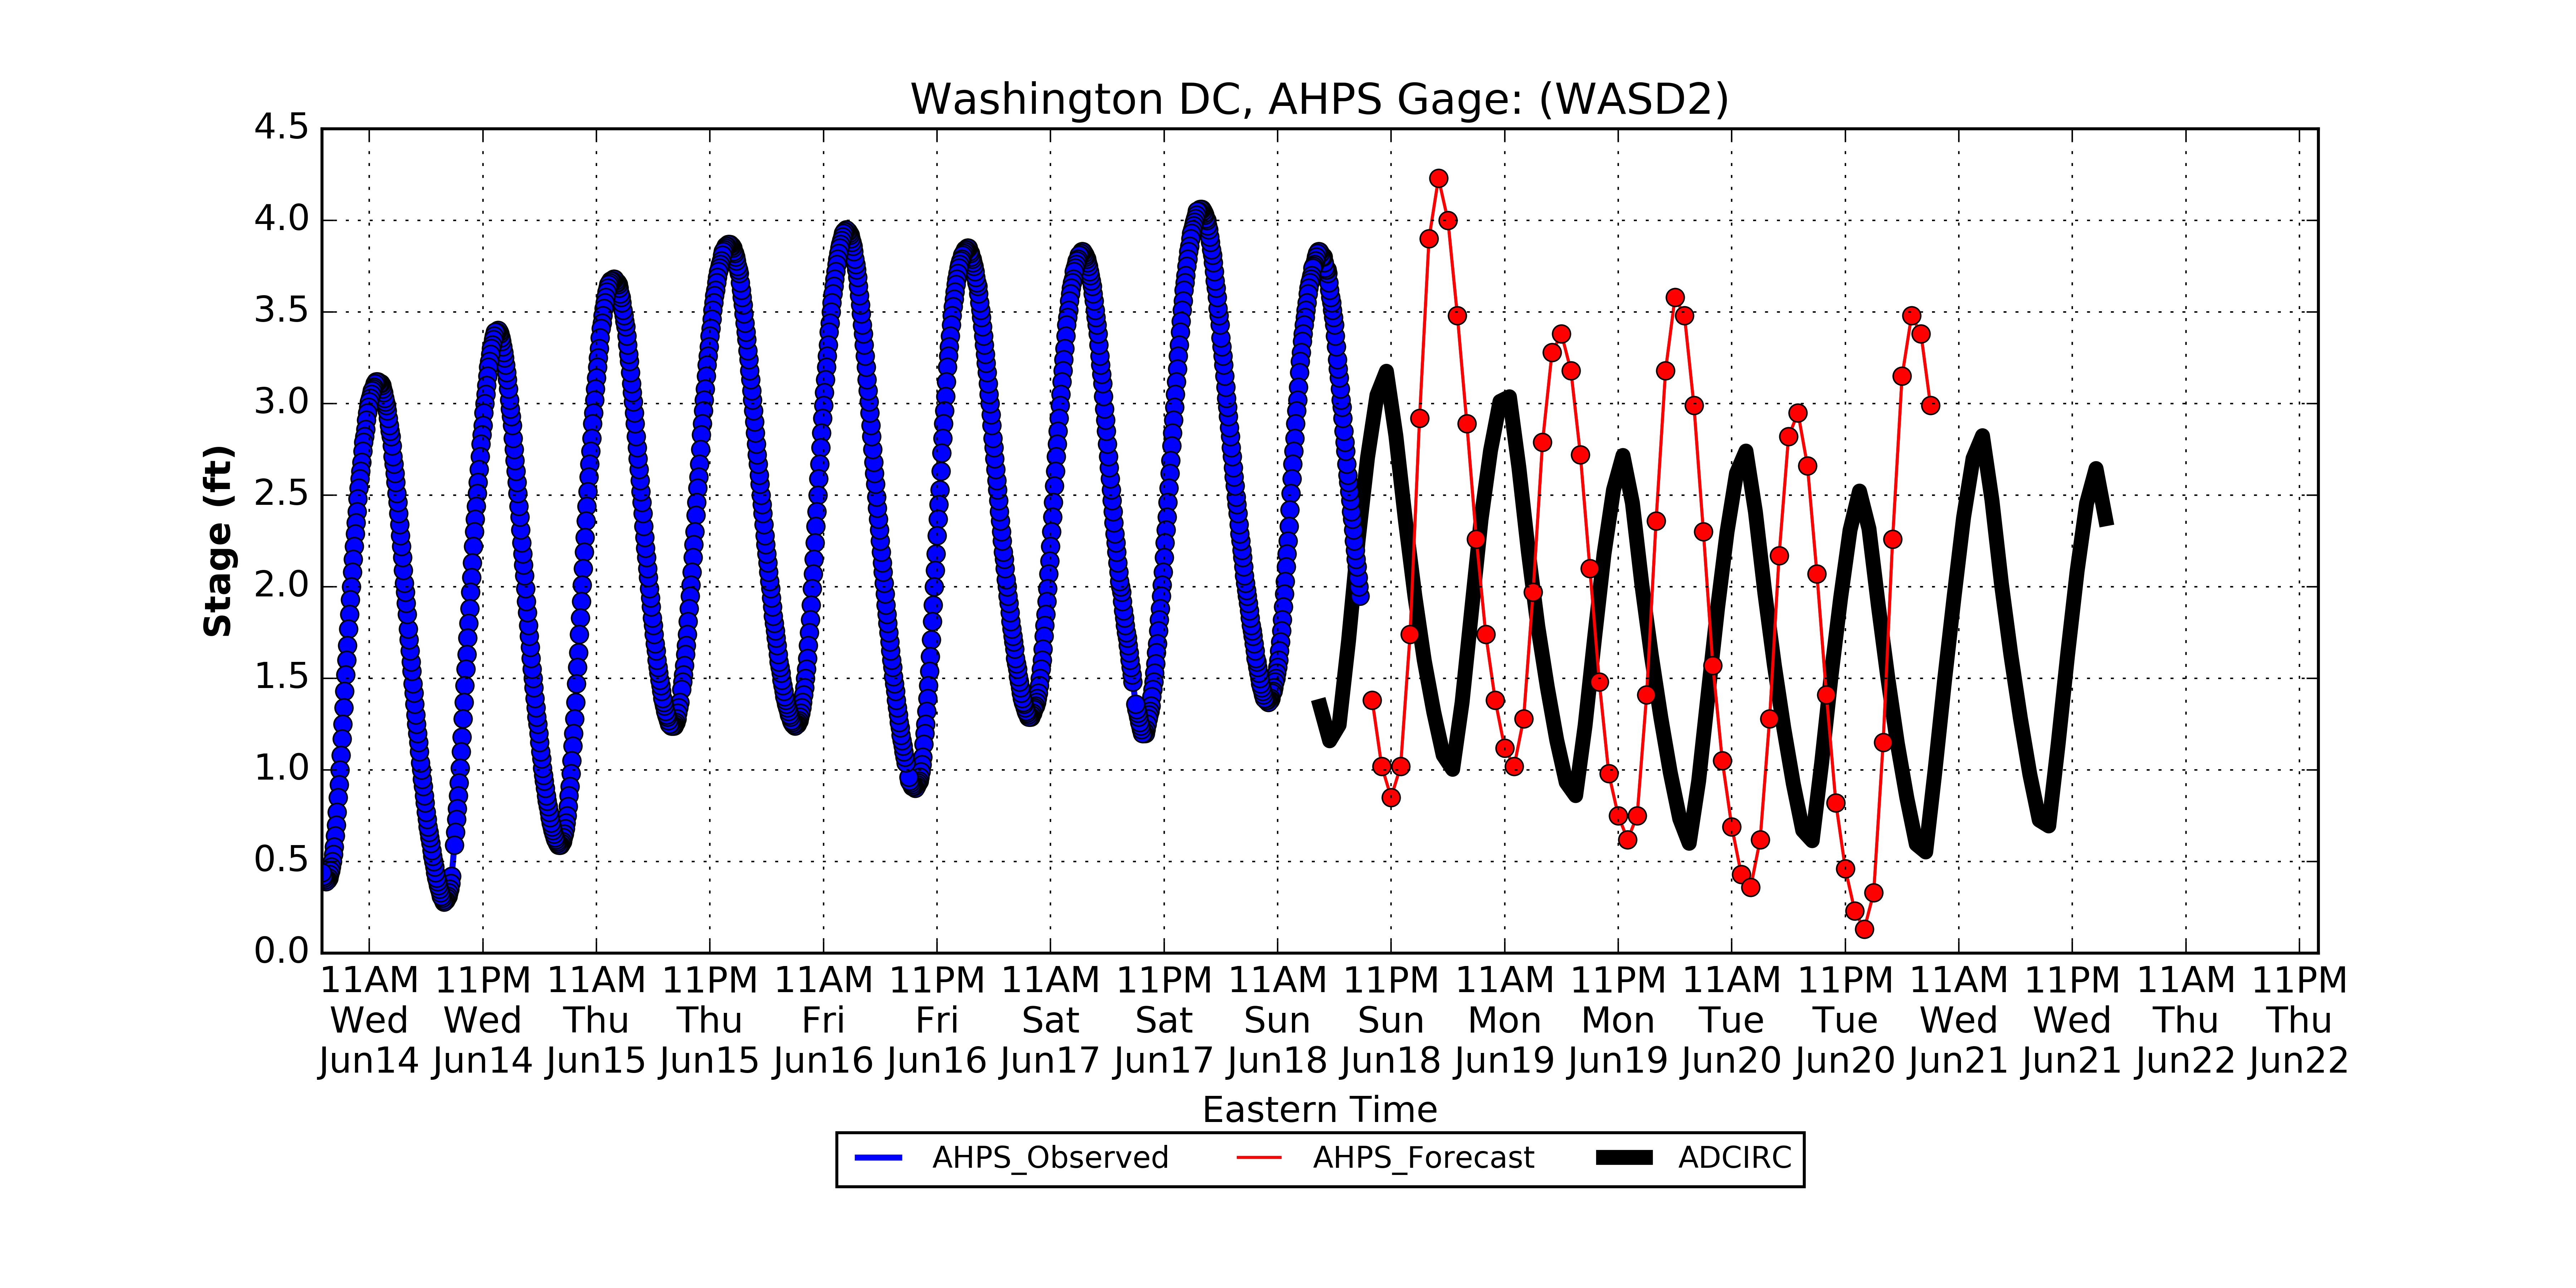 Washington DC, AHPS Gage: (WASD2)
4.5
4.0
3.5
3.0
2.5
2.0
1.5
1.0
0.5
0.0
Stage (ft)
11AM 11PM 11AM 11PM 11AM 11PM 11AM 11PM 11AM 11PM 11AM 11PM 11AM 11PM 11AM 11PM 11AM 11PM
Wed Wed Thu Thu Fri Fri Sat Sat Sun Sun Mon Mon Tue Tue Wed Wed Thu Thu
Jun14 Jun14 Jun15 Jun15 Jun16 Jun16 Jun17 Jun17 Jun18 Jun18 Jun19 Jun19 Jun20 Jun20 Jun21 Jun21 Jun22 Jun22
Eastern Time
AHPS_Observed AHPS_Forecast ADCIRC